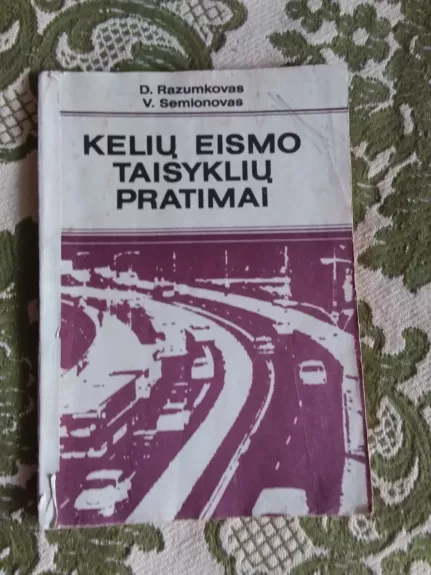 D. Razumkovas
V. Semionovas
KELIŲ EISMO
TAISYKLIŲ
PRATIMAI